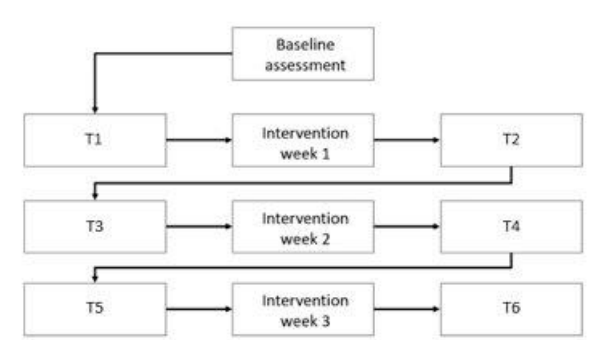 Baseline
assessment
T1
Intervention
week 1
T2
T3
Intervention
week 2
T4
T5
Intervention
week 3
T6